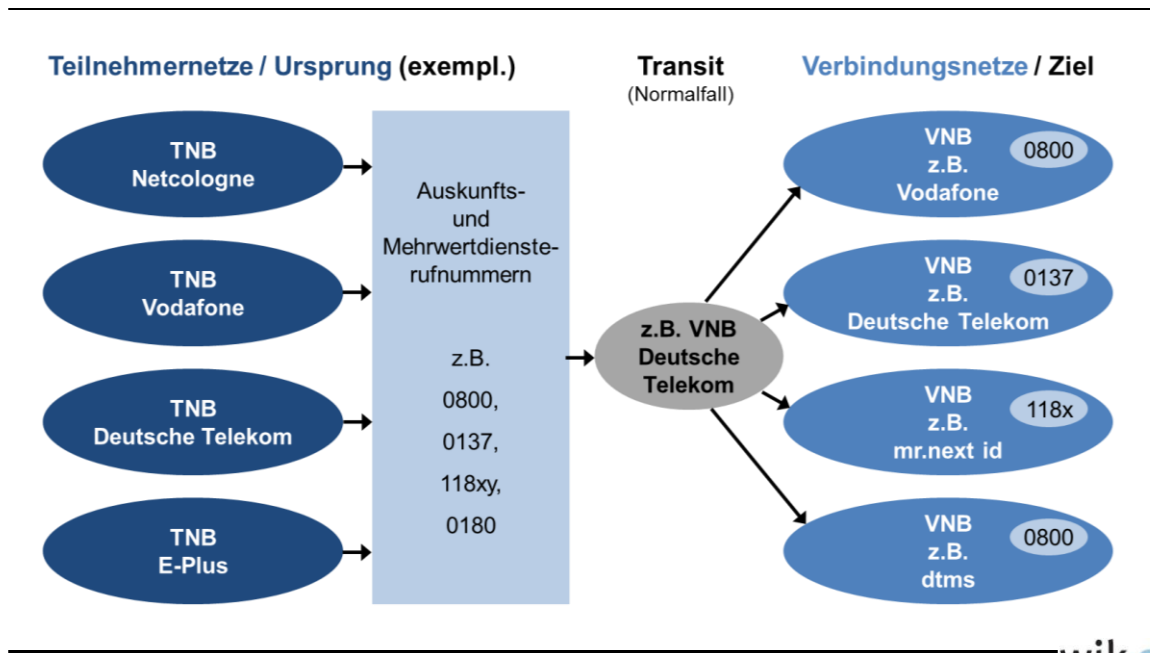 Teilnehmernetze / Ursprung (exempl.)
TNB
Netcologne
TNB
Vodafone
TNB
Deutsche Telekom
TNB
E-Plus
Auskunfts-
und
Mehrwertdienste-
rufnummern
z.B.
0800,
0137,
118xy,
0180
Transit
(Normalfall)
z.B. VNB
Deutsche
Telekom
Verbindungsnetze / Ziel
VNB
z.B.
Vodafone
0800
VNB
z.B.
Deutsche Telekom
0137
VNB
z.B.
mr.next id
118x
VNB
z.B.
dtms
0800